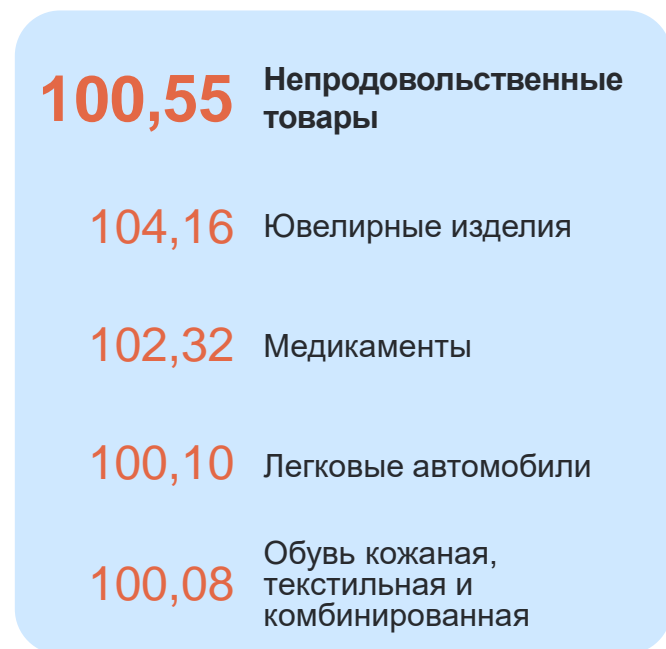 100,55 Непродовольственные
товары
104,16 Ювелирные изделия
102,32 Медикаменты
100,10 Легковые автомобили
Обувь кожаная,
100,08 текстильная и
комбинированная